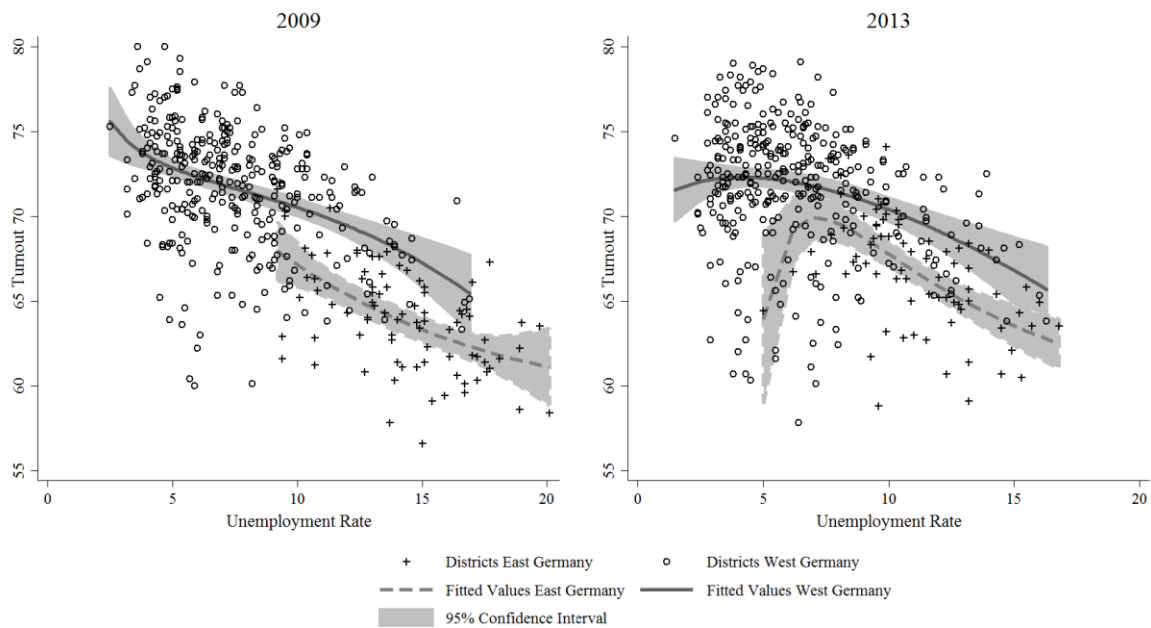 2009
2013
80
75
70
65
60
55
Turnout
0 5 10 15 20
Unemployment Rate
80
75
70
65
60
55
Turnout
0 5 10 15 20
Unemployment Rate
Districts East Germany
Districts West Germany
Fitted Values East Germany
Fitted Values West Germany
95% Confidence Interval